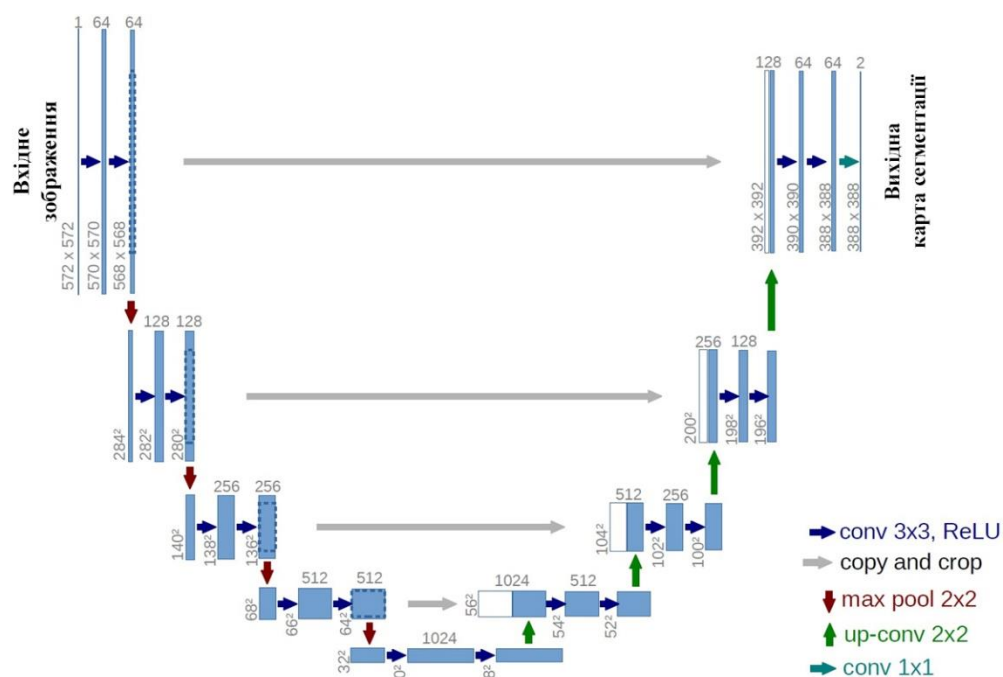 1 64 64
128 64 64 2
Вхідне
зображення
572 x 572
570 x 570
568 x 568
392 x 392
390 x 390
388 x 388
388 x 388
Вихідна
карта сегментації
128 128
284²
282²
280²
256 128
200²
198²
196²
256 256
140²
138²
136²
512 256
104²
102²
100²
512 512
68²
66²
64²
1024 512
56²
54²
52²
1024
32²
0²
8²
conv 3x3, ReLU
copy and crop
max pool 2x2
up-conv 2x2
conv 1x1